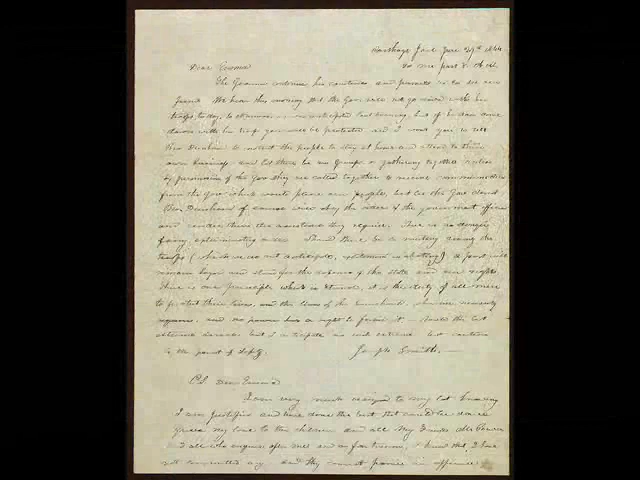 Carthage Jail June 27th 1844
20 mi past 8 A.M.
Dear Emma
The Governor continues his courtesies and permits us to see our
friends We hear this morning that the Gov will not go down with his
troops today to as was anticipated last evening, but if he does come
down with his troops you will be protected, and I want you to tell
Bro Dunham to instruct the people to stay at home and attend to their
own business and let there be no groups or gathering together unless
by permission of the Gov they are called together to receive communications
from the Gov which would please our people, but let the Gov direct
Bro. Dunham of course will obey the orders of the government officers
and render them the assistance they require. There is no danger
of any exterminating order. Should there be a mutiny among the
troops (which we do not anticipate, excitement is abating) a part will
remain loyal and stand for the defence of the state and our rights
There is one principle which is Eternal, it is the duty of all men
to protect their lives and the lives of the household, whenever necessity
requires, and no power has a right to forbid it should the last
extreme arrive but I anticipate no such extreme but caution
is the parent of safety.
Joseph Smith
P.S. Dear Emma
I am very much resigned to my lot knowing
I am justified and have done the best that could be done
give my love to the children and all my Friends Mr Brewer
and all who enquire after me and as for treason, I know that I have
not committed any and they cannot prove